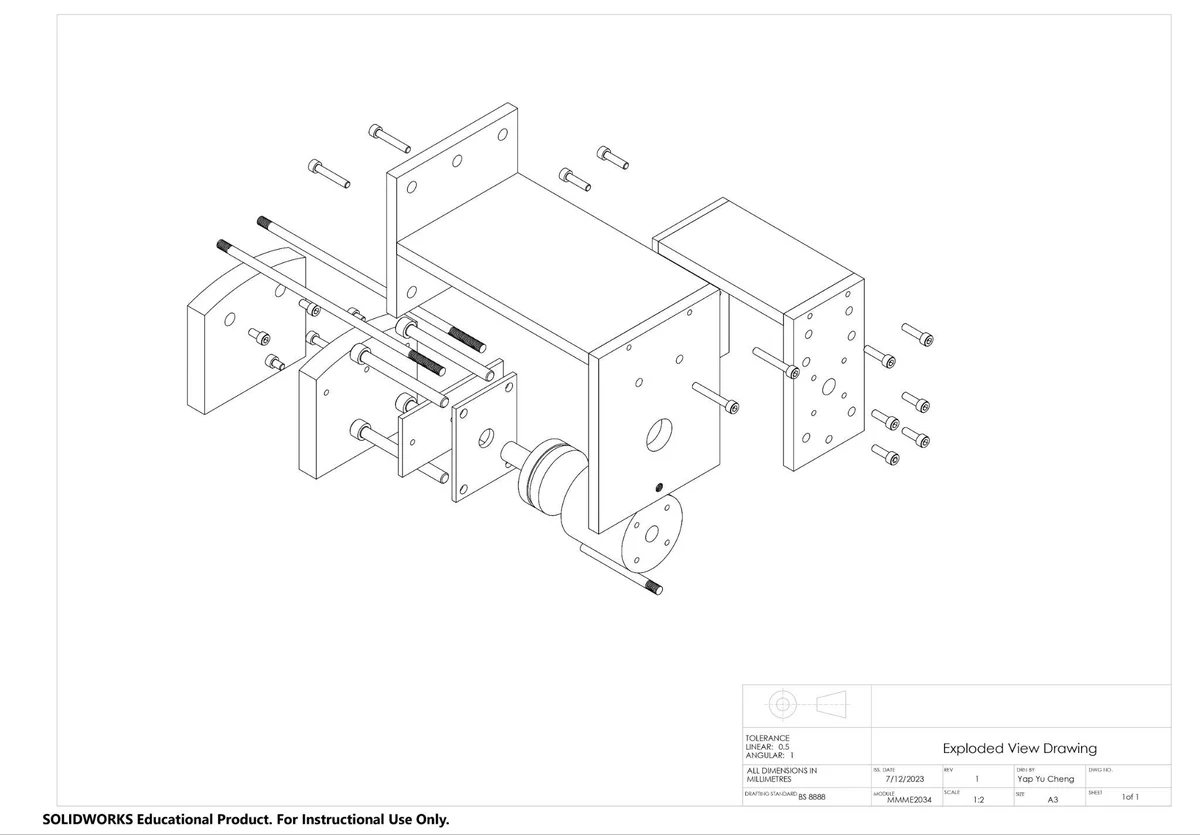 TOLERANCE
LINEAR: 0.5
ANGULAR: 1
Exploded View Drawing
ALL DIMENSIONS IN
MILLIMETRES
ISS. DATE
7/12/2023
REV
1
DRN BY
Yap Yu Cheng
DWG NO.
DRAFTING STANDARD BS 8888
MODULE
MMME2034
SCALE
1:2
SIZE
A3
SHEET
1of 1
SOLIDWORKS Educational Product. For Instructional Use Only.